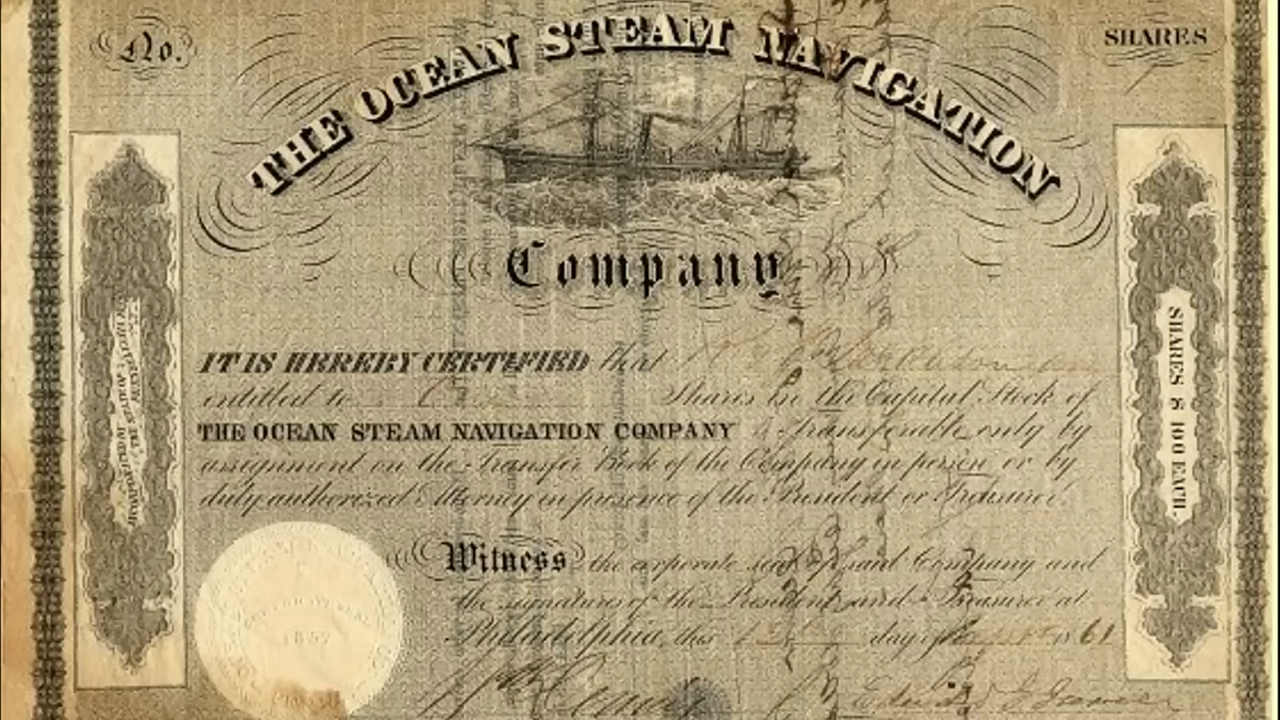 No.
SHARES
THE OCEAN STEAM NAVIGATION
Company
IT IS HEREBY CERTIFIED that
entitled to Shares in the Capital Stock of
THE OCEAN STEAM NAVIGATION COMPANY Transferable only by
assignment on the Transfer Book of the Company in person or by
duly authorized Attorney in presence of the President or Treasurer.
Witness the corporate seal of said Company and
the signatures of the President and Treasurer at
Philadelphia, this day of 1861
SHARES $ 100 EACH.